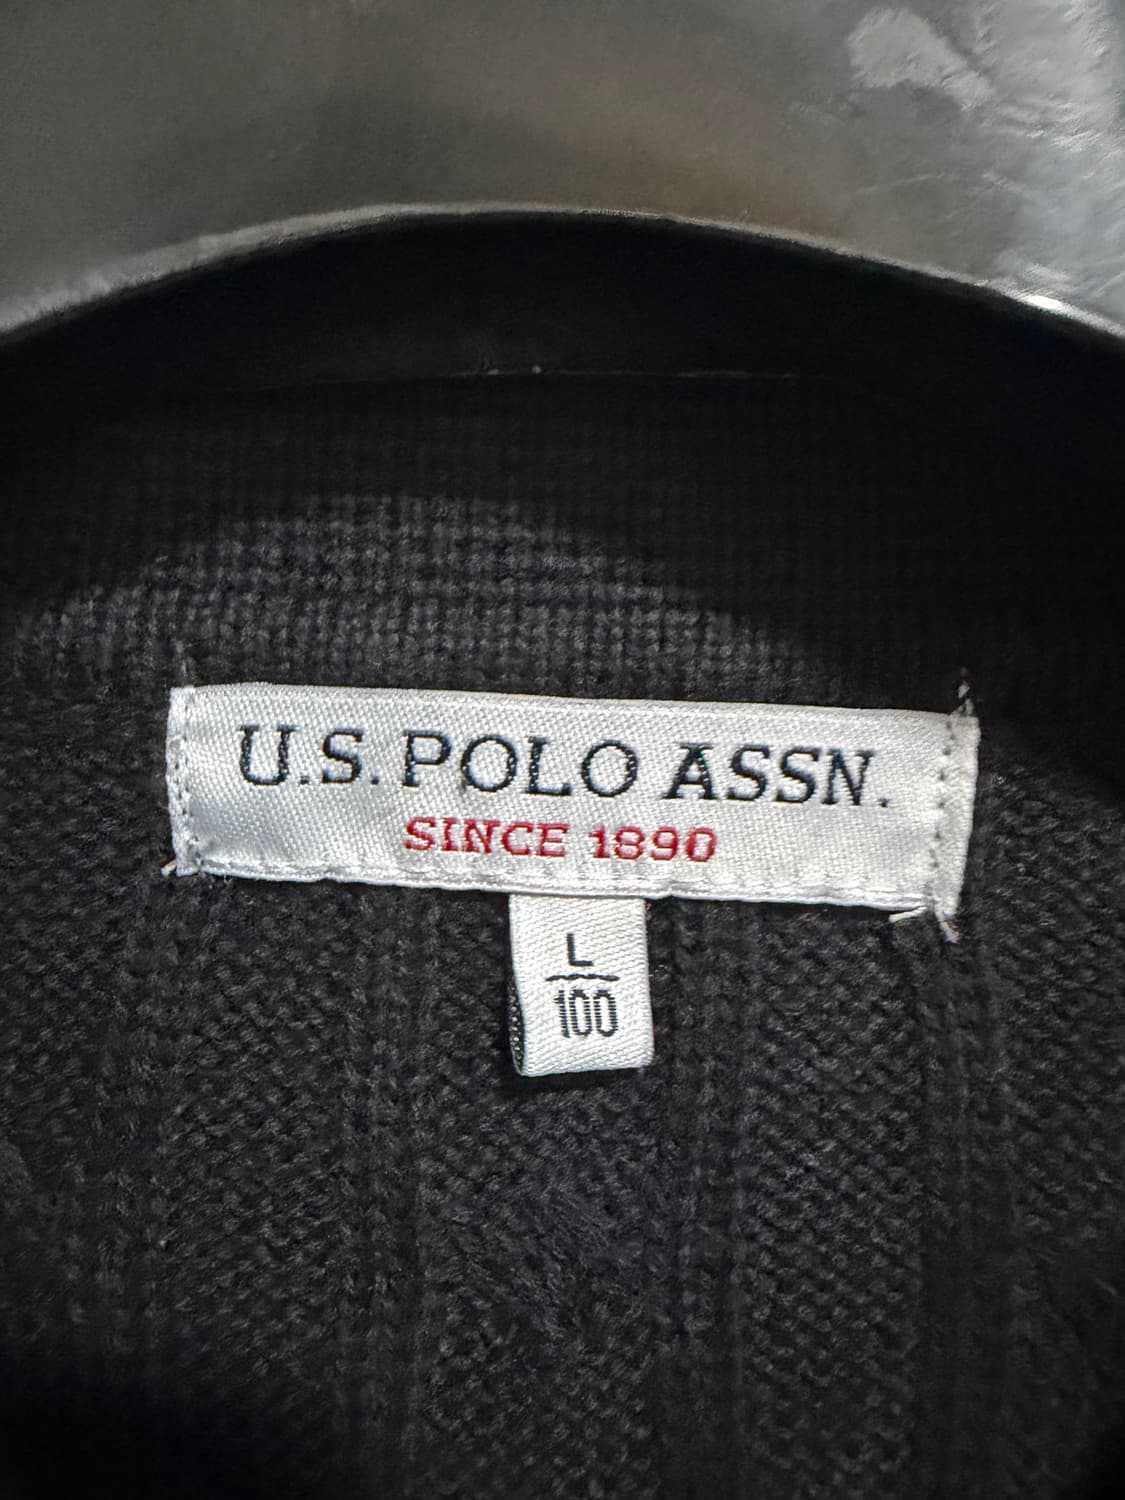 U.S. POLO ASSN.
SINCE 1890
L
100